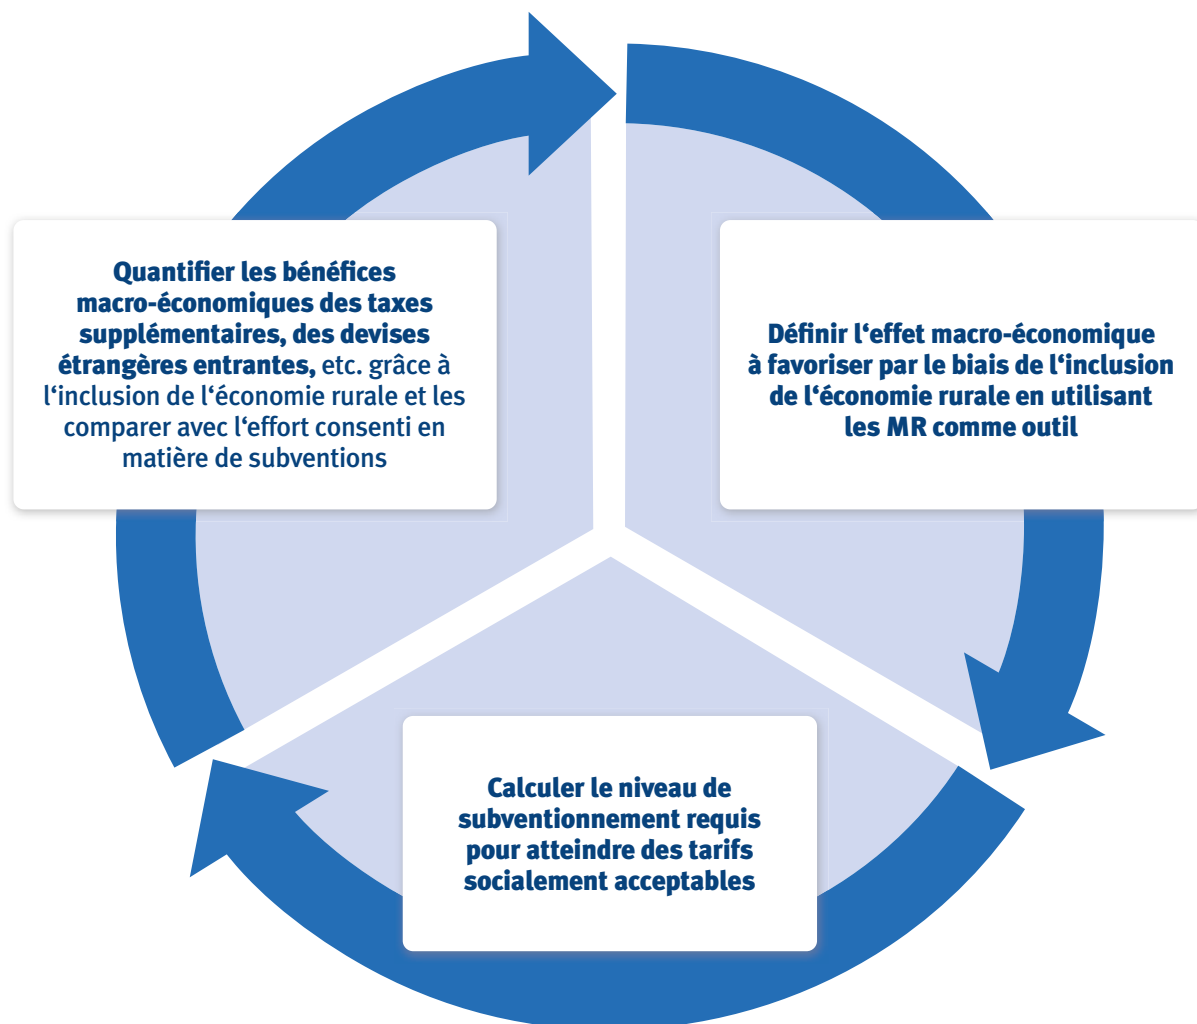 Quantifier les bénéfices
macro-économiques des taxes
supplémentaires, des devises
étrangères entrantes, etc. grâce à
l‘inclusion de l‘économie rurale et les
comparer avec l‘effort consenti en
matière de subventions
Définir l‘effet macro-économique
à favoriser par le biais de l‘inclusion
de l‘économie rurale en utilisant
les MR comme outil
Calculer le niveau de
subventionnement requis
pour atteindre des tarifs
socialement acceptables